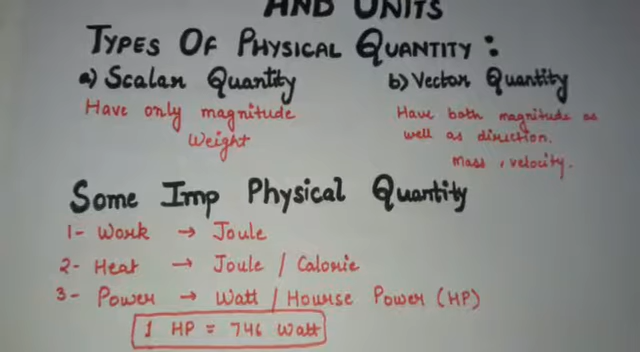 AND UNITS
TYPES OF PHYSICAL QUANTITY :
a) Scalar Quantity
Have only magnitude
Weight
b) Vector Quantity
Have both magnitude as
well as direction.
Mass , velocity.
Some Imp Physical Quantity
1- Work → Joule
2- Heat → Joule / Calorie
3- Power → Watt / Hourse Power (HP)
1 HP = 746 Watt